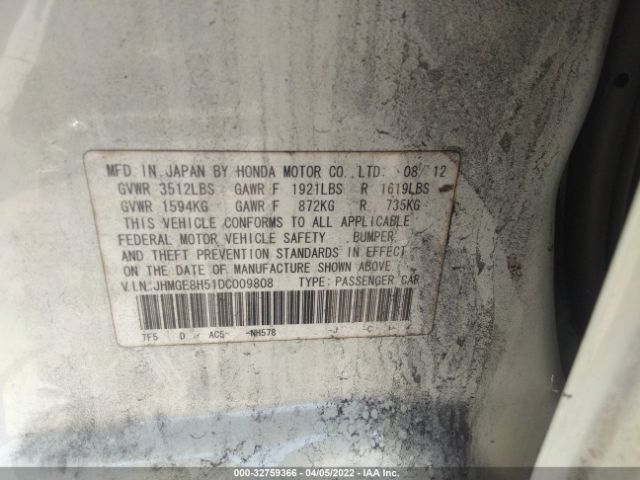 MFD. IN JAPAN BY HONDA MOTOR CO., LTD. 08/12
GVWR 3512LBS GAWR F 1921LBS R 1619LBS
GVWR 1594KG GAWR F 872KG R 735KG
THIS VEHICLE CONFORMS TO ALL APPLICABLE
FEDERAL MOTOR VEHICLE SAFETY, BUMPER,
AND THEFT PREVENTION STANDARDS IN EFFECT
ON THE DATE OF MANUFACTURE SHOWN ABOVE.
V.I.N.:JHMGE8H51DC009808 TYPE: PASSENGER CAR
TF5 D AC5- -NH578 -J -C -
000-32759366 - 04/05/2022 - IAA Inc.